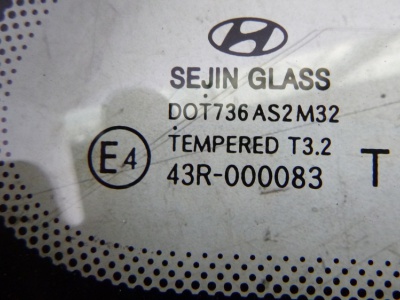 SEJIN GLASS
DOT736 AS2 M32
TEMPERED T3.2
E4
43R-000083 T